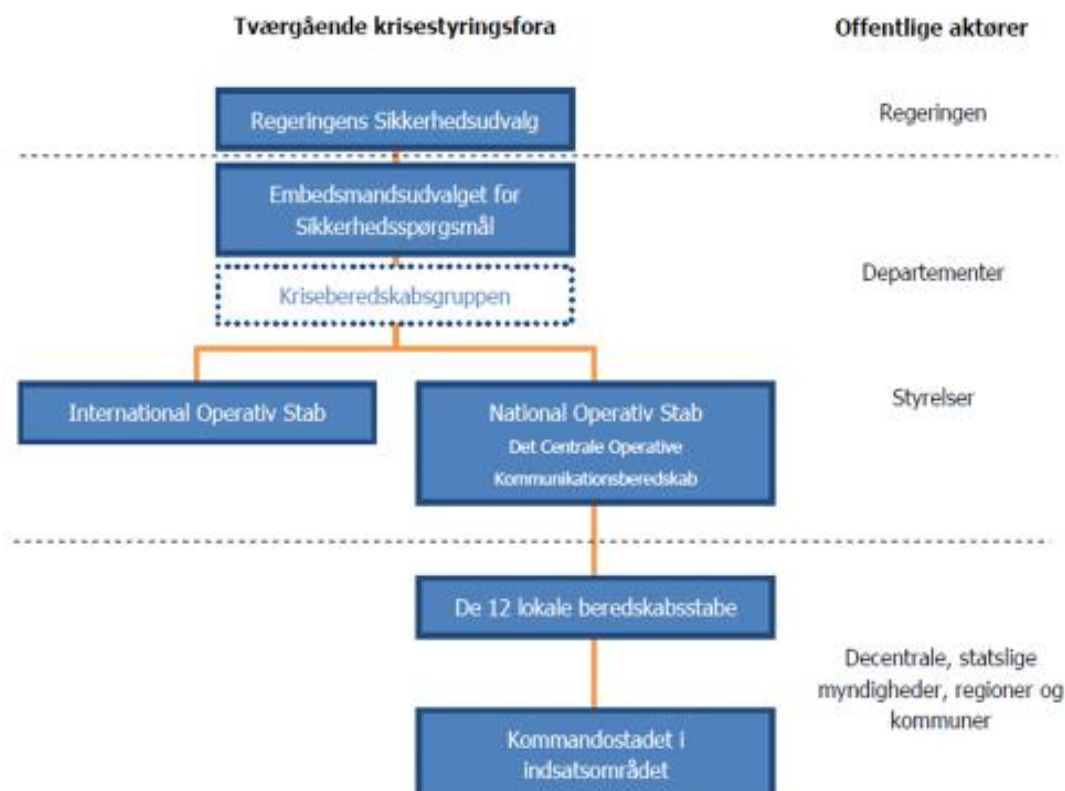 Tværgående krisestyringsfora
Offentlige aktører
Regeringens Sikkerhedsudvalg
Regeringen
Embedsmandsudvalget for
Sikkerhedsspørgsmål
Kriseberedskabsgruppen
Departementer
International Operativ Stab
National Operativ Stab
Det Centrale Operative
Kommunikationsberedskab
Styrelser
De 12 lokale beredskabsstabe
Kommandostadet i
indsatsområdet
Decentrale, statslige
myndigheder, regioner og
kommuner